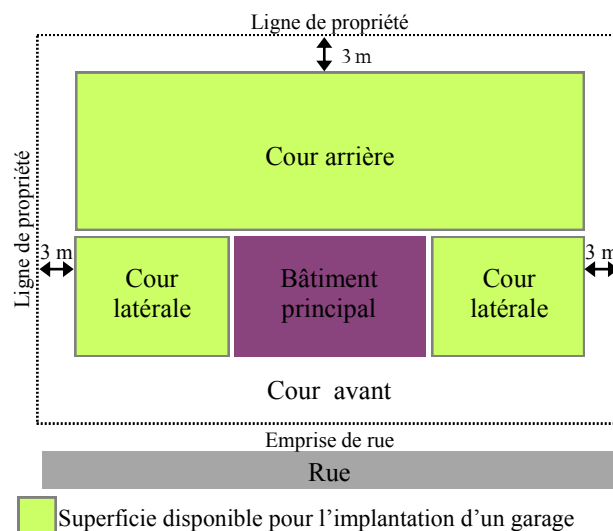 Ligne de propriété
3 m
Cour arrière
Ligne de propriété
3 m
3 m
Cour
latérale
Bâtiment
principal
Cour
latérale
Cour avant
Emprise de rue
Rue
Superficie disponible pour l’implantation d’un garage